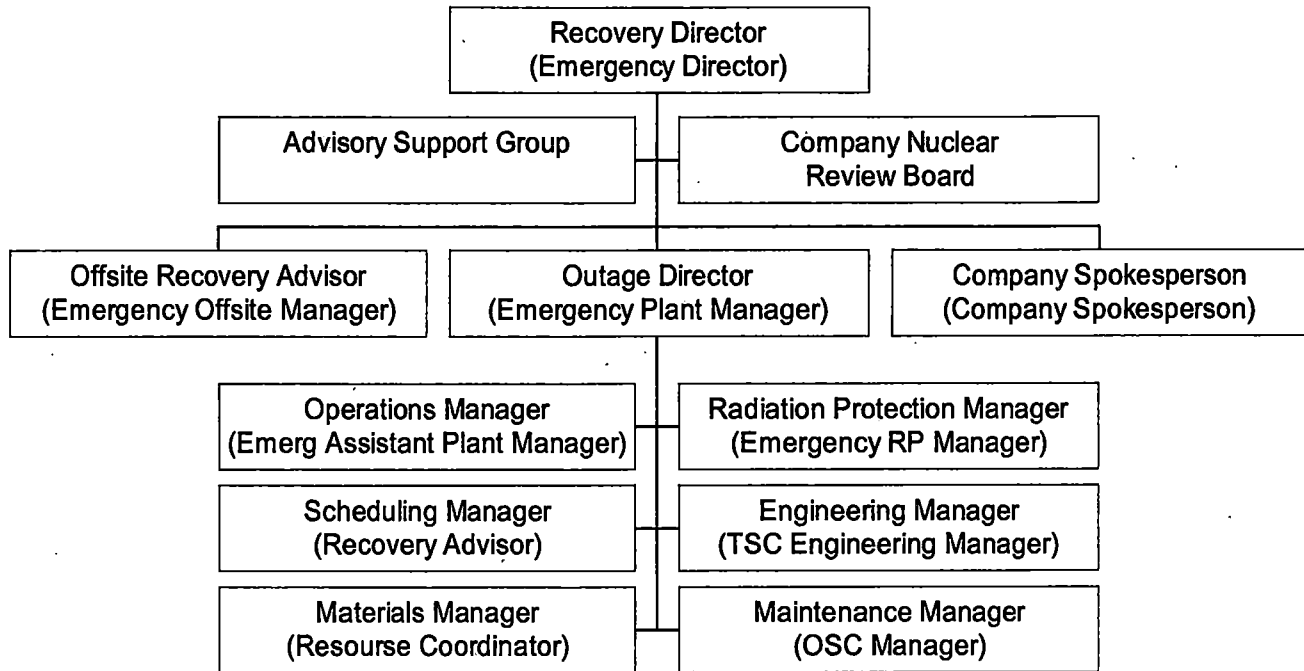 Recovery Director
(Emergency Director)
Advisory Support Group
Company Nuclear
Review Board
Offsite Recovery Advisor
(Emergency Offsite Manager)
Outage Director
(Emergency Plant Manager)
Company Spokesperson
(Company Spokesperson)
Operations Manager
(Emerg Assistant Plant Manager)
Radiation Protection Manager
(Emergency RP Manager)
Scheduling Manager
(Recovery Advisor)
Engineering Manager
(TSC Engineering Manager)
Materials Manager
(Resourse Coordinator)
Maintenance Manager
(OSC Manager)